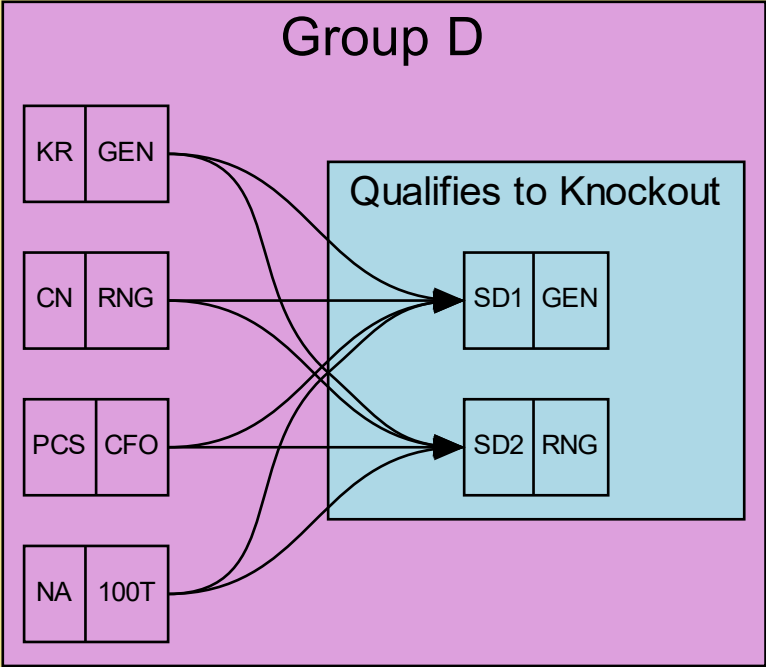 Group D
KR GEN
Qualifies to Knockout
CN RNG
SD1 GEN
PCS CFO
SD2 RNG
NA 100T